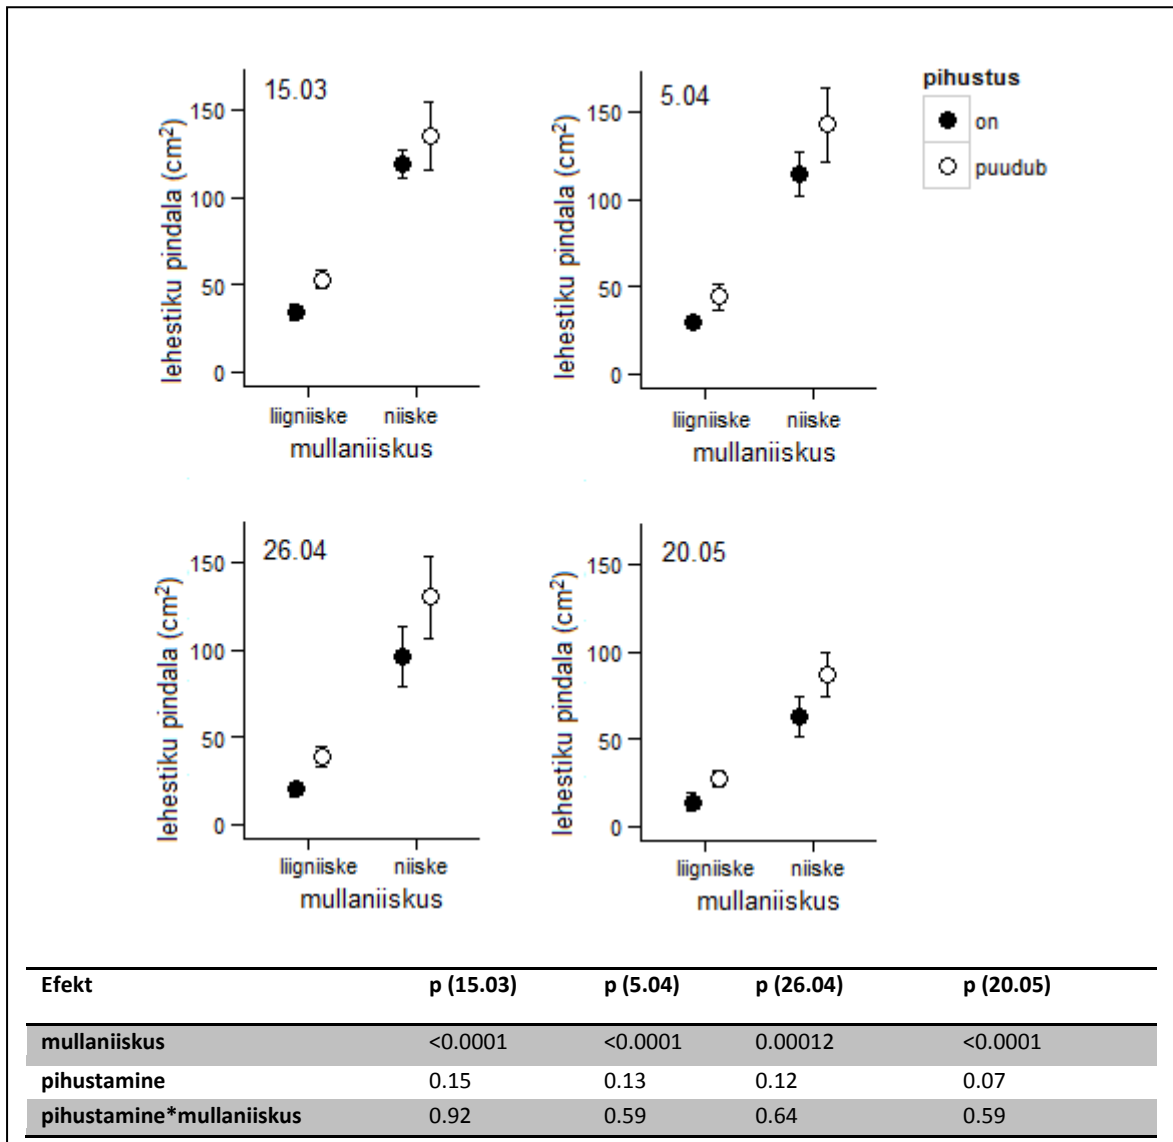 15.03
150
100
50
0
lehestiku pindala (cm²)
liigniiske niiske
mullaniiskus
5.04
150
100
50
0
lehestiku pindala (cm²)
liigniiske niiske
mullaniiskus
pihustus
on
puudub
26.04
150
100
50
0
lehestiku pindala (cm²)
liigniiske niiske
mullaniiskus
20.05
150
100
50
0
lehestiku pindala (cm²)
liigniiske niiske
mullaniiskus
Efekt p (15.03) p (5.04) p (26.04) p (20.05)
mullaniiskus <0.0001 <0.0001 0.00012 <0.0001
pihustamine 0.15 0.13 0.12 0.07
pihustamine*mullaniiskus 0.92 0.59 0.64 0.59